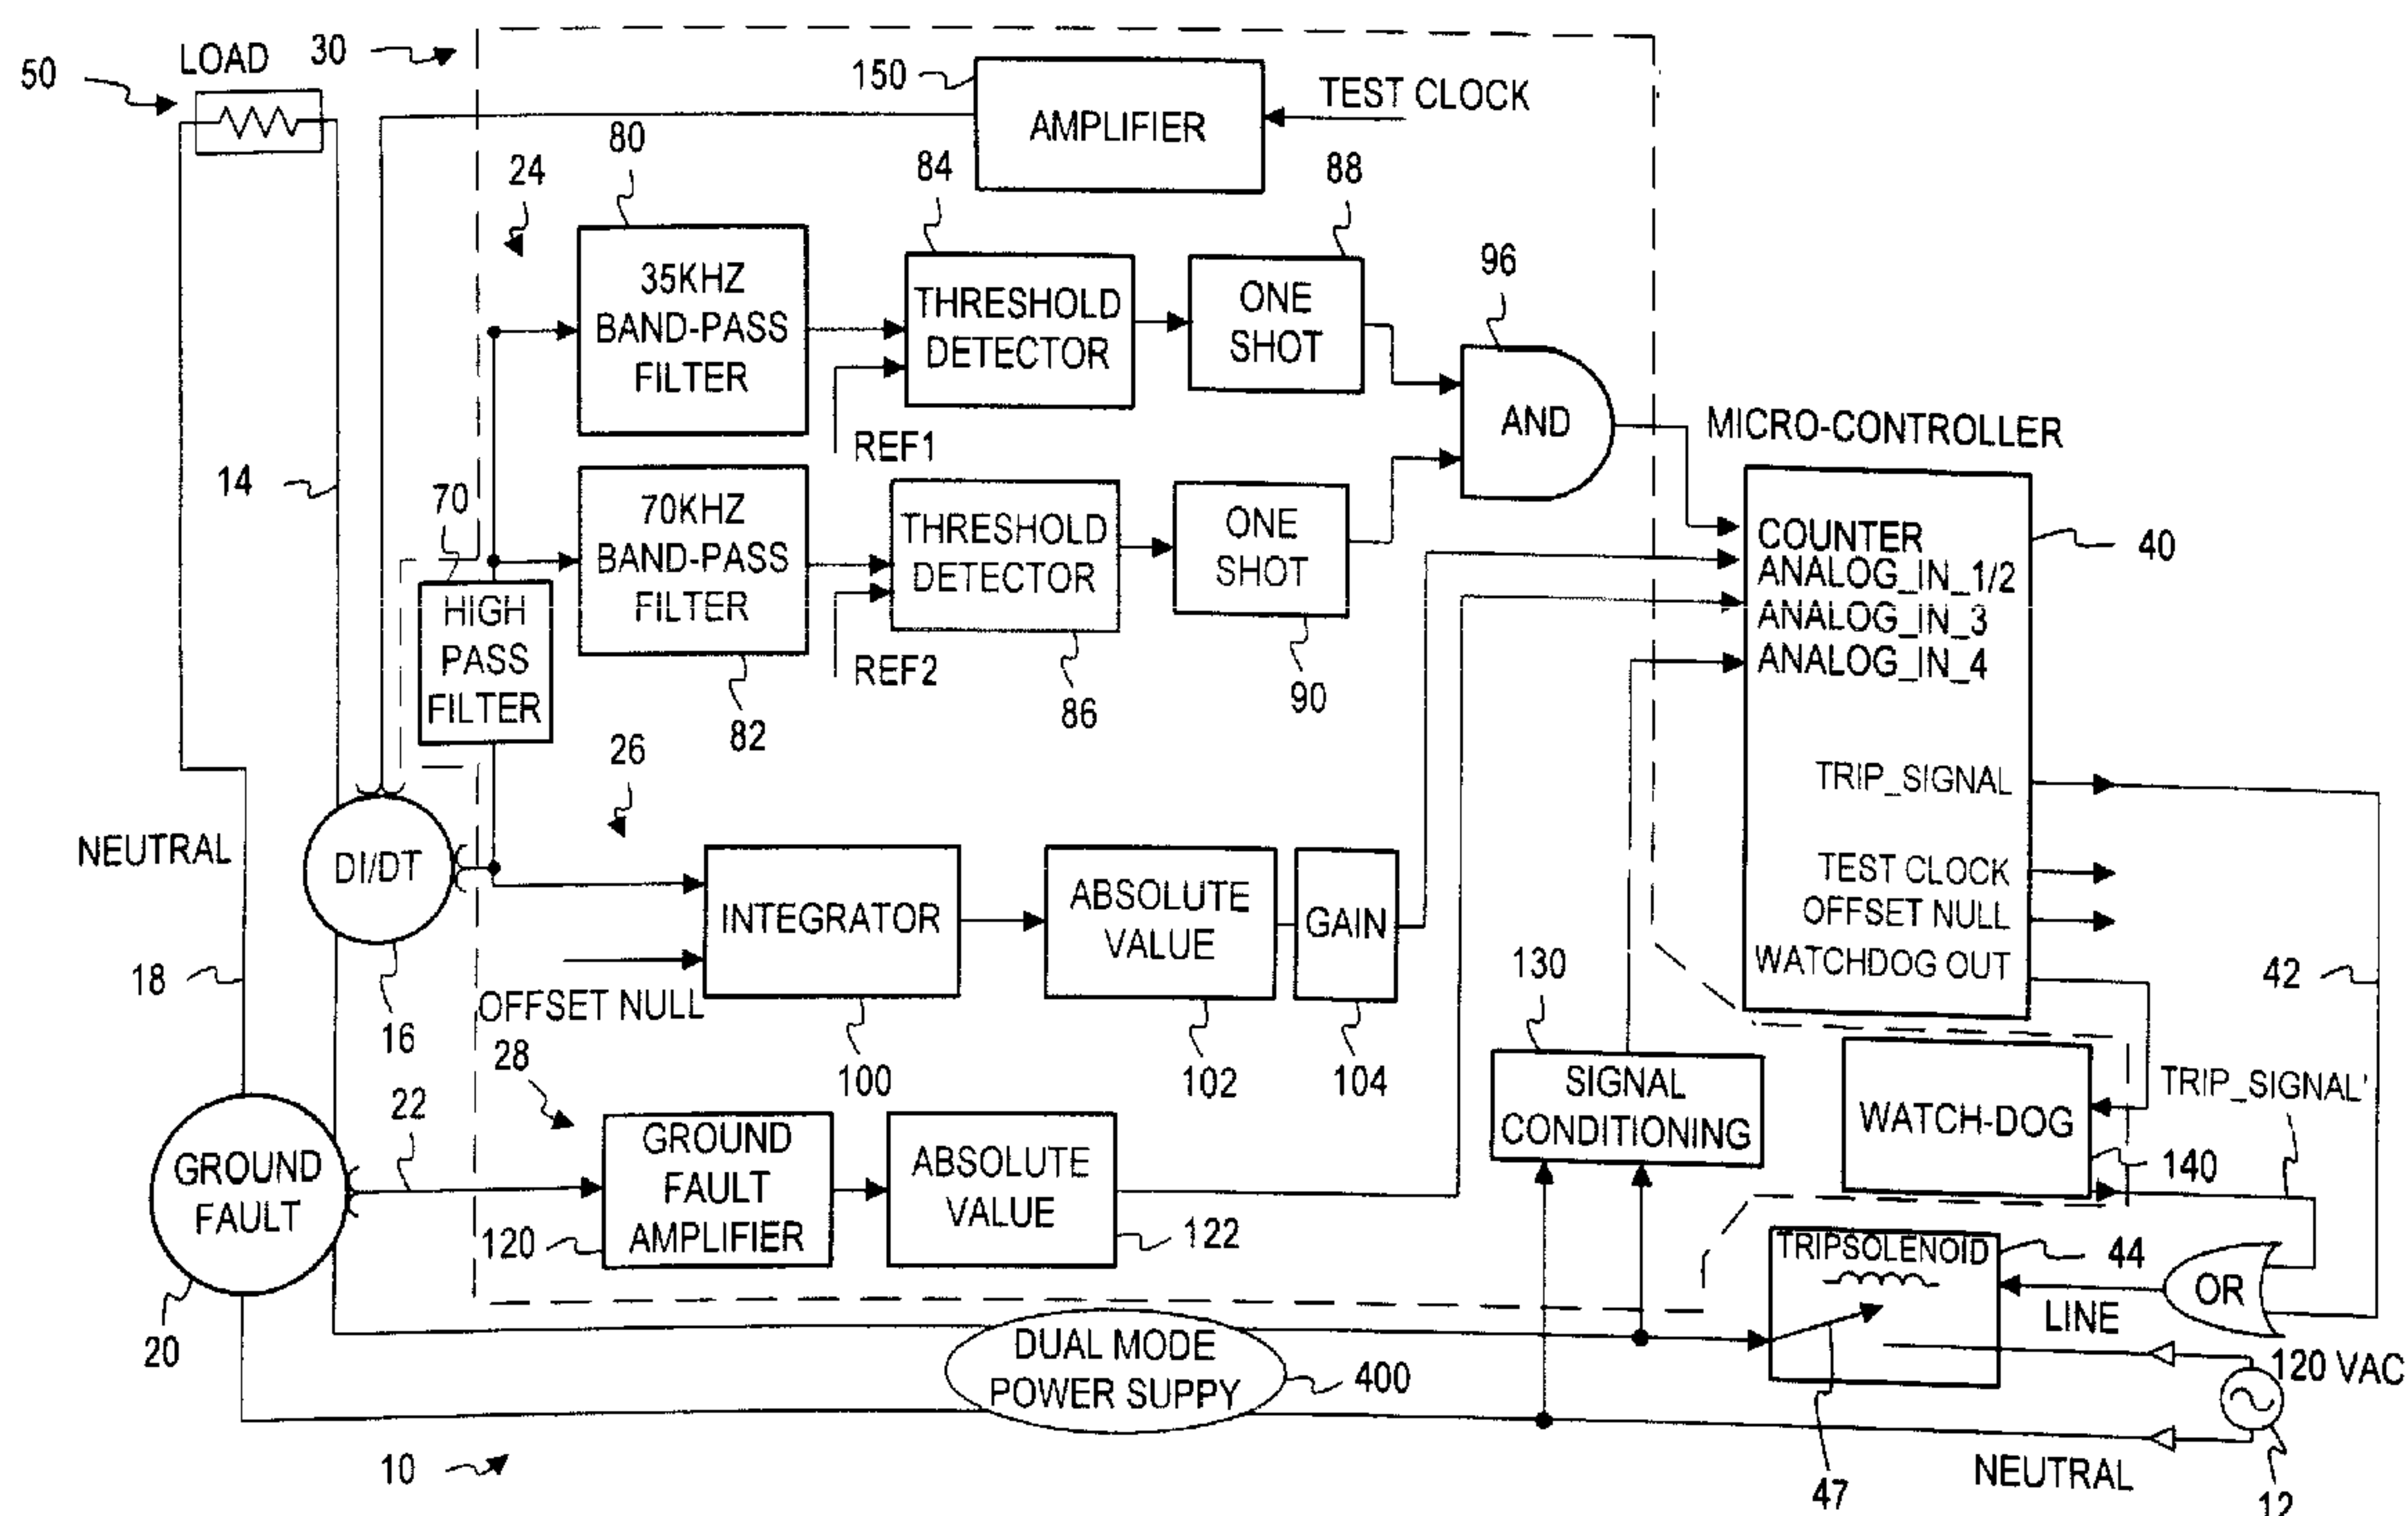 LOAD
50
30
150
AMPLIFIER
TEST CLOCK
24
80
84
88
96
35KHZ
BAND-PASS
FILTER
THRESHOLD
DETECTOR
ONE
SHOT
AND
REF1
MICRO-CONTROLLER
14
70
70KHZ
BAND-PASS
FILTER
THRESHOLD
DETECTOR
ONE
SHOT
HIGH
PASS
FILTER
REF2
82
86
90
COUNTER
ANALOG_IN_1/2
ANALOG_IN_3
ANALOG_IN_4
40
TRIP_SIGNAL
TEST CLOCK
OFFSET NULL
WATCHDOG OUT
42
26
NEUTRAL
DI/DT
INTEGRATOR
ABSOLUTE
VALUE
GAIN
18
16
OFFSET NULL
100
102
104
130
SIGNAL
CONDITIONING
WATCH-DOG
TRIP_SIGNAL'
140
28
22
GROUND
FAULT
GROUND
FAULT
AMPLIFIER
ABSOLUTE
VALUE
120
122
20
TRIPSOLENOID
44
OR
LINE
DUAL MODE
POWER SUPPY
400
120 VAC
10
47
NEUTRAL
12